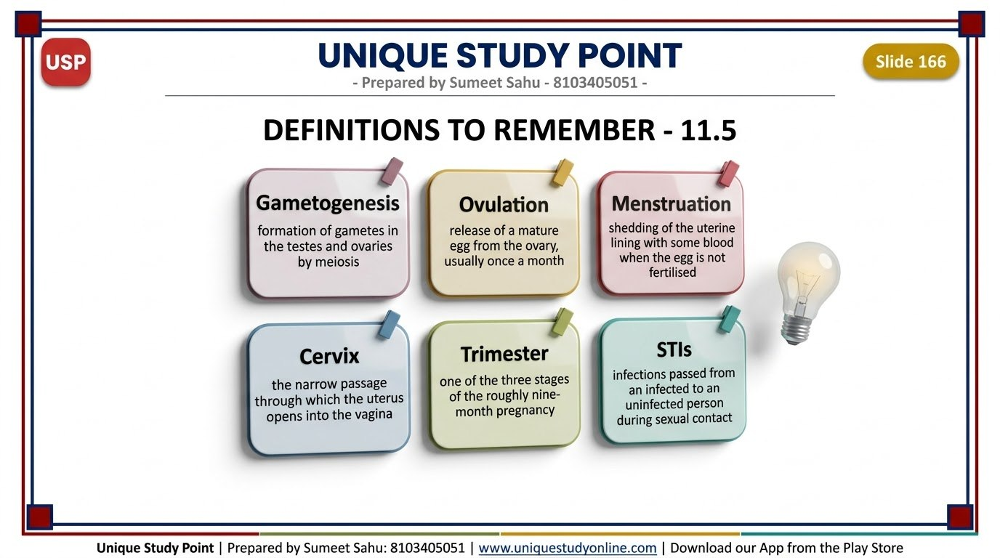 USP
UNIQUE STUDY POINT
- Prepared by Sumeet Sahu - 8103405051 -
Slide 166
DEFINITIONS TO REMEMBER - 11.5
Gametogenesis
formation of gametes in
the testes and ovaries
by meiosis
Ovulation
release of a mature
egg from the ovary,
usually once a month
Menstruation
shedding of the uterine
lining with some blood
when the egg is not
fertilised
Cervix
the narrow passage
through which the uterus
opens into the vagina
Trimester
one of the three stages
of the roughly nine-
month pregnancy
STIs
infections passed from
an infected to an
uninfected person
during sexual contact
Unique Study Point | Prepared by Sumeet Sahu: 8103405051 | www.uniquestudyonline.com | Download our App from the Play Store